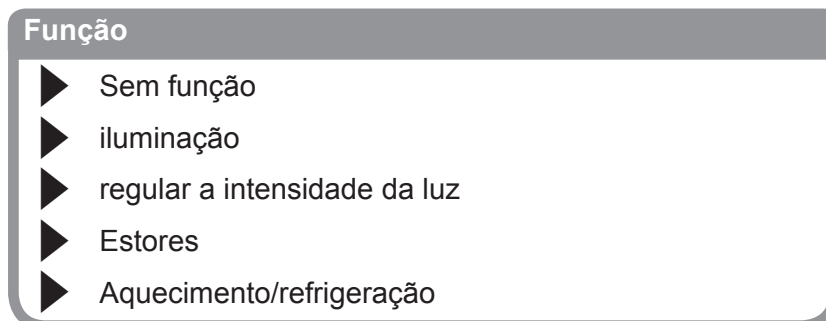 Função
Sem função
iluminação
regular a intensidade da luz
Estores
Aquecimento/refrigeração